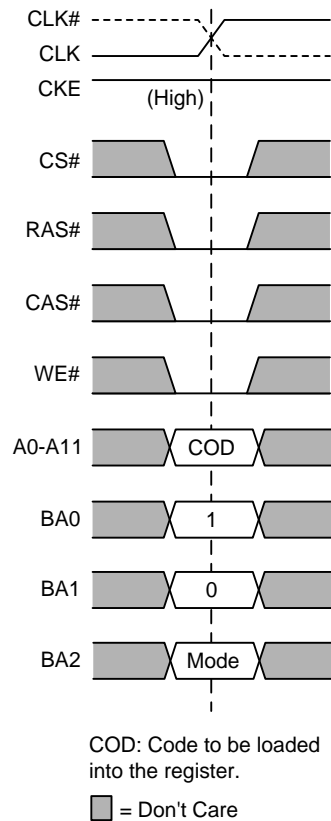 CLK#
CLK
CKE
(High)
CS#
RAS#
CAS#
WE#
A0-A11 COD
BA0 1
BA1 0
BA2 Mode
COD: Code to be loaded
into the register.
= Don't Care